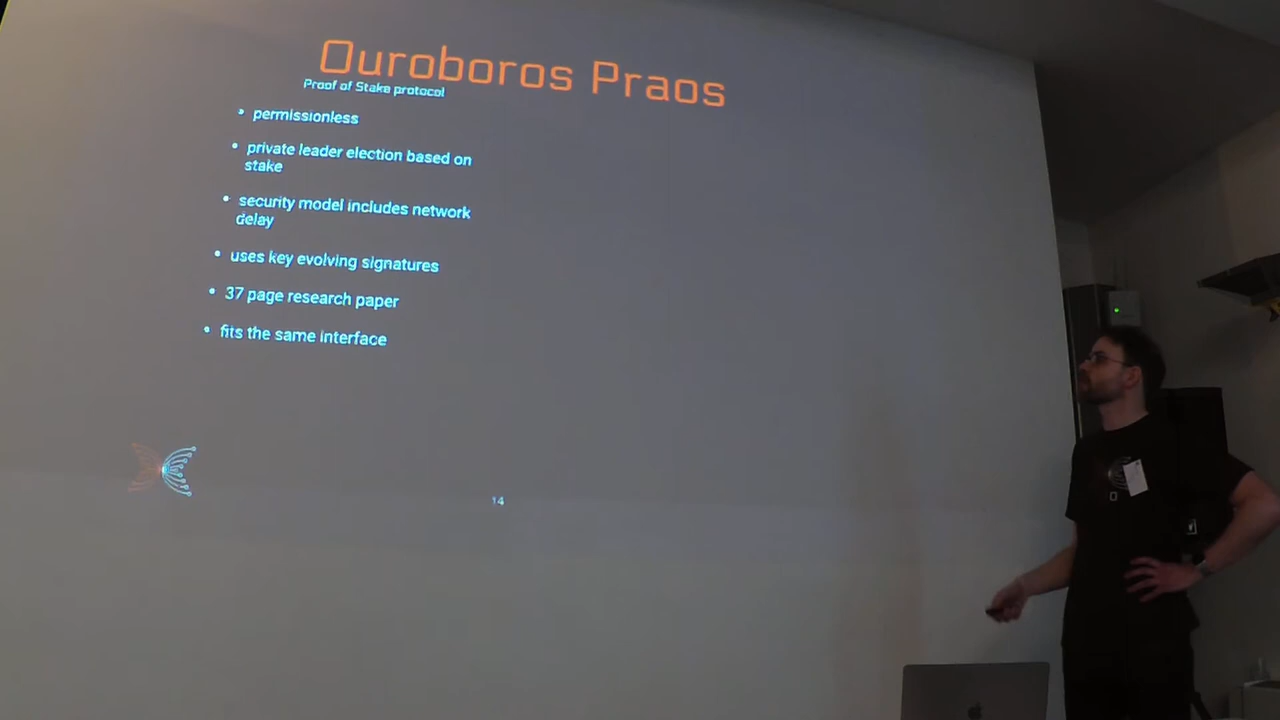 Ouroboros Praos
Proof of Stake protocol
• permissionless
• private leader election based on
stake
• security model includes network
delay
• uses key evolving signatures
• 37 page research paper
• fits the same interface
14